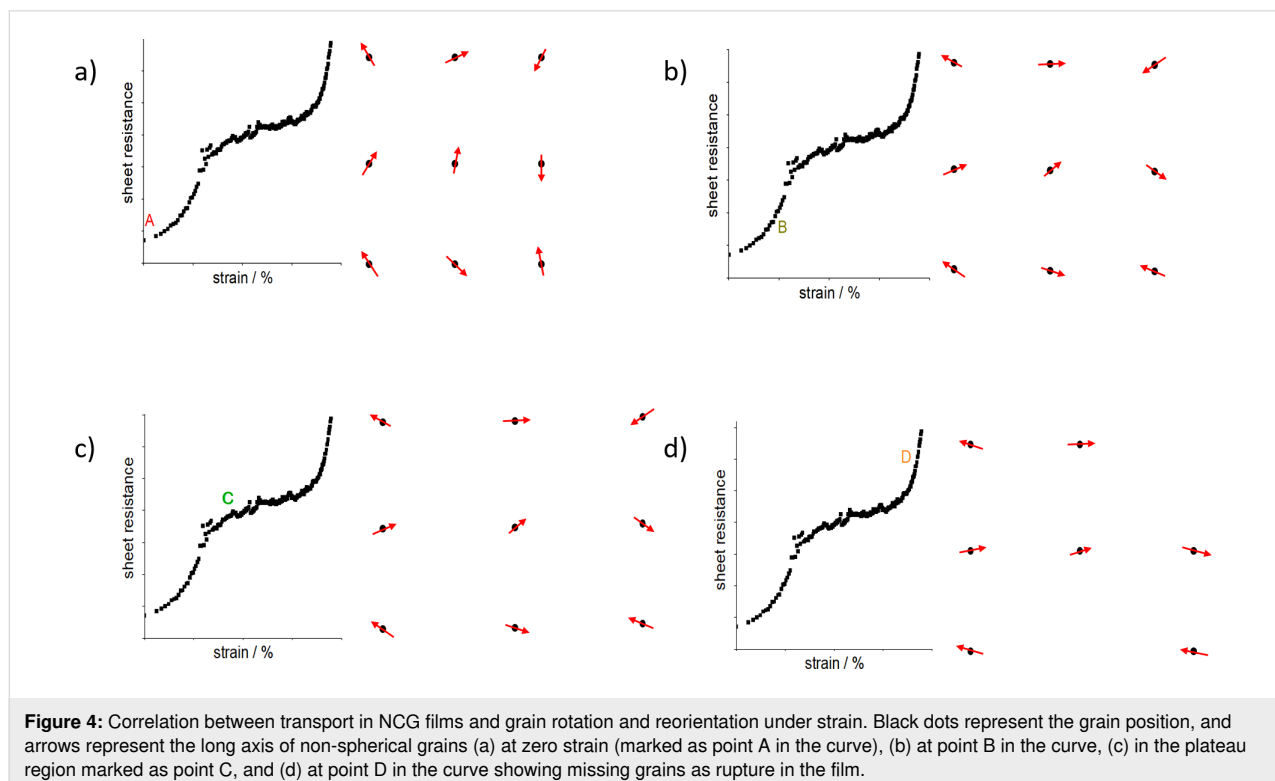 a)
sheet resistance
A
strain / %
b)
sheet resistance
B
strain / %
c)
sheet resistance
C
strain / %
d)
sheet resistance
D
strain / %
Figure 4: Correlation between transport in NCG films and grain rotation and reorientation under strain. Black dots represent the grain position, and
arrows represent the long axis of non-spherical grains (a) at zero strain (marked as point A in the curve), (b) at point B in the curve, (c) in the plateau
region marked as point C, and (d) at point D in the curve showing missing grains as rupture in the film.